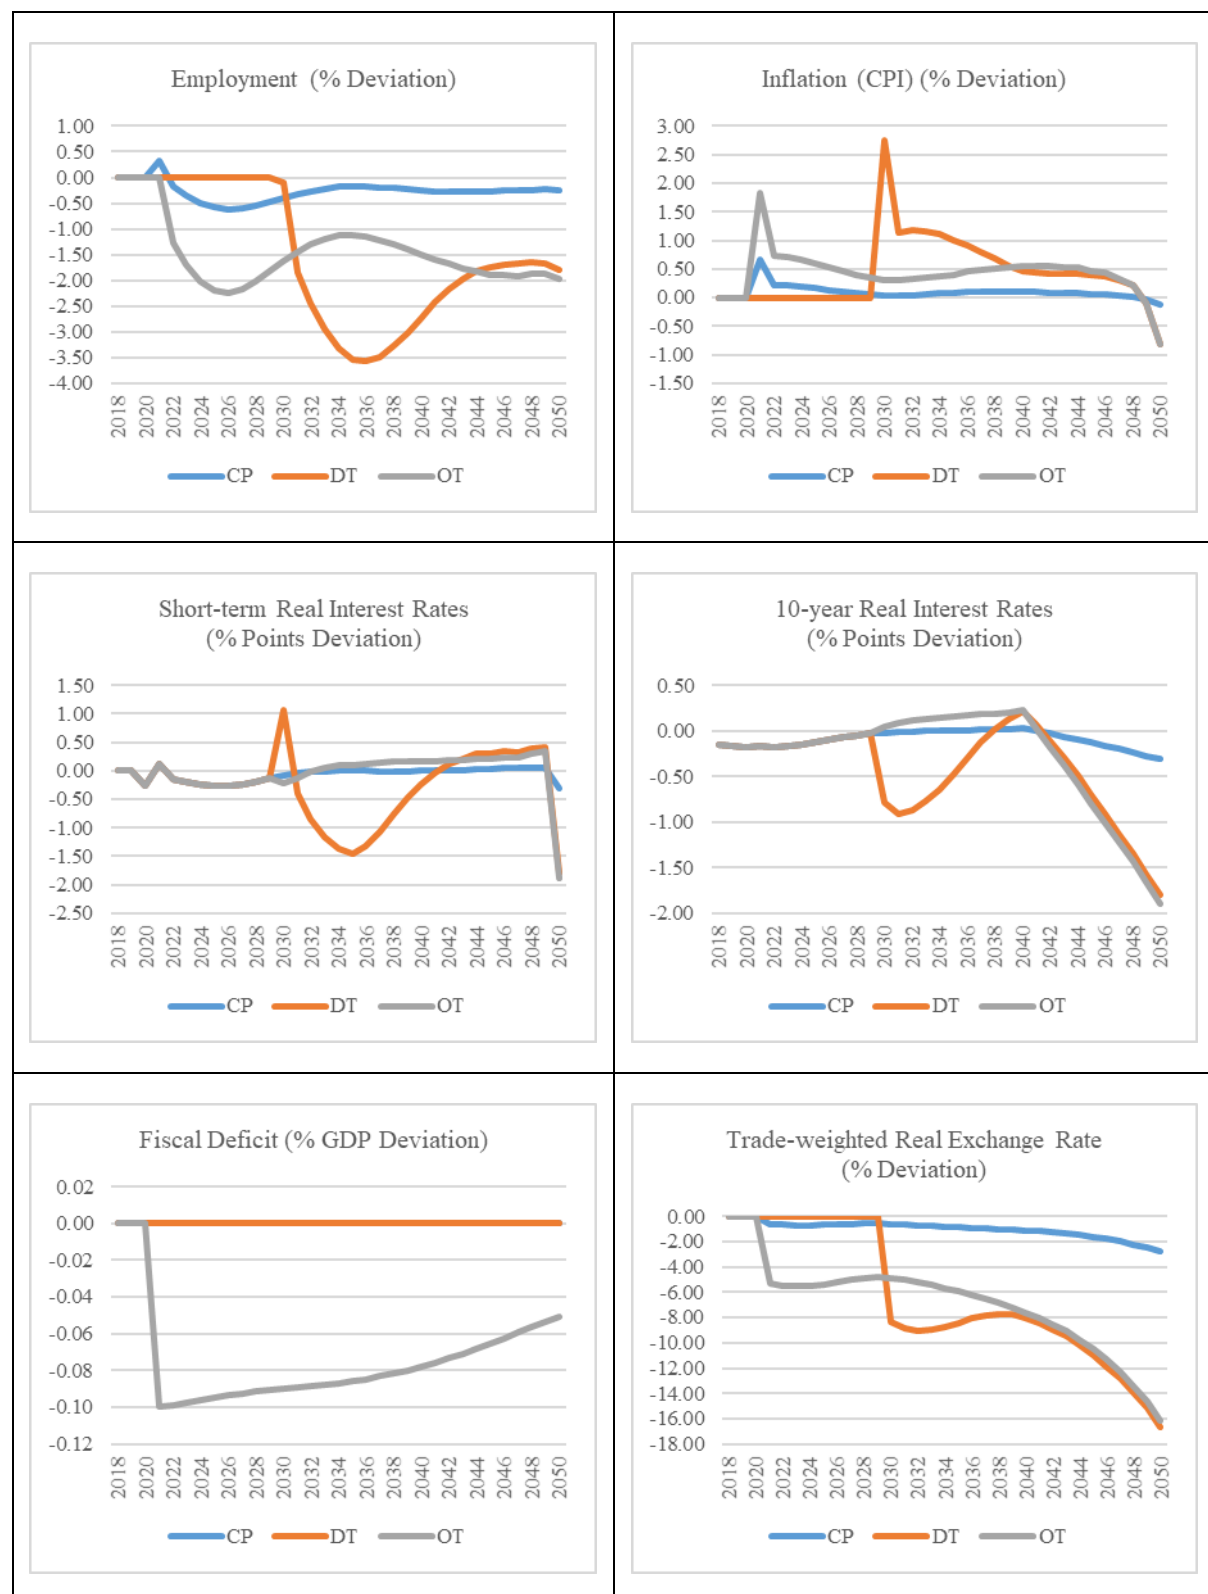 Employment (% Deviation)
1.00
0.50
0.00
-0.50
-1.00
-1.50
-2.00
-2.50
-3.00
-3.50
-4.00
2018 2020 2022 2024 2026 2028 2030 2032 2034 2036 2038 2040 2042 2044 2046 2048 2050
CP DT OT
Inflation (CPI) (% Deviation)
3.00
2.50
2.00
1.50
1.00
0.50
0.00
-0.50
-1.00
-1.50
2018 2020 2022 2024 2026 2028 2030 2032 2034 2036 2038 2040 2042 2044 2046 2048 2050
CP DT OT
Short-term Real Interest Rates
(% Points Deviation)
1.50
1.00
0.50
0.00
-0.50
-1.00
-1.50
-2.00
-2.50
2018 2020 2022 2024 2026 2028 2030 2032 2034 2036 2038 2040 2042 2044 2046 2048 2050
CP DT OT
10-year Real Interest Rates
(% Points Deviation)
0.50
0.00
-0.50
-1.00
-1.50
-2.00
2018 2020 2022 2024 2026 2028 2030 2032 2034 2036 2038 2040 2042 2044 2046 2048 2050
CP DT OT
Fiscal Deficit (% GDP Deviation)
0.02
0.00
-0.02
-0.04
-0.06
-0.08
-0.10
-0.12
2018 2020 2022 2024 2026 2028 2030 2032 2034 2036 2038 2040 2042 2044 2046 2048 2050
CP DT OT
Trade-weighted Real Exchange Rate
(% Deviation)
0.00
-2.00
-4.00
-6.00
-8.00
-10.00
-12.00
-14.00
-16.00
-18.00
2018 2020 2022 2024 2026 2028 2030 2032 2034 2036 2038 2040 2042 2044 2046 2048 2050
CP DT OT